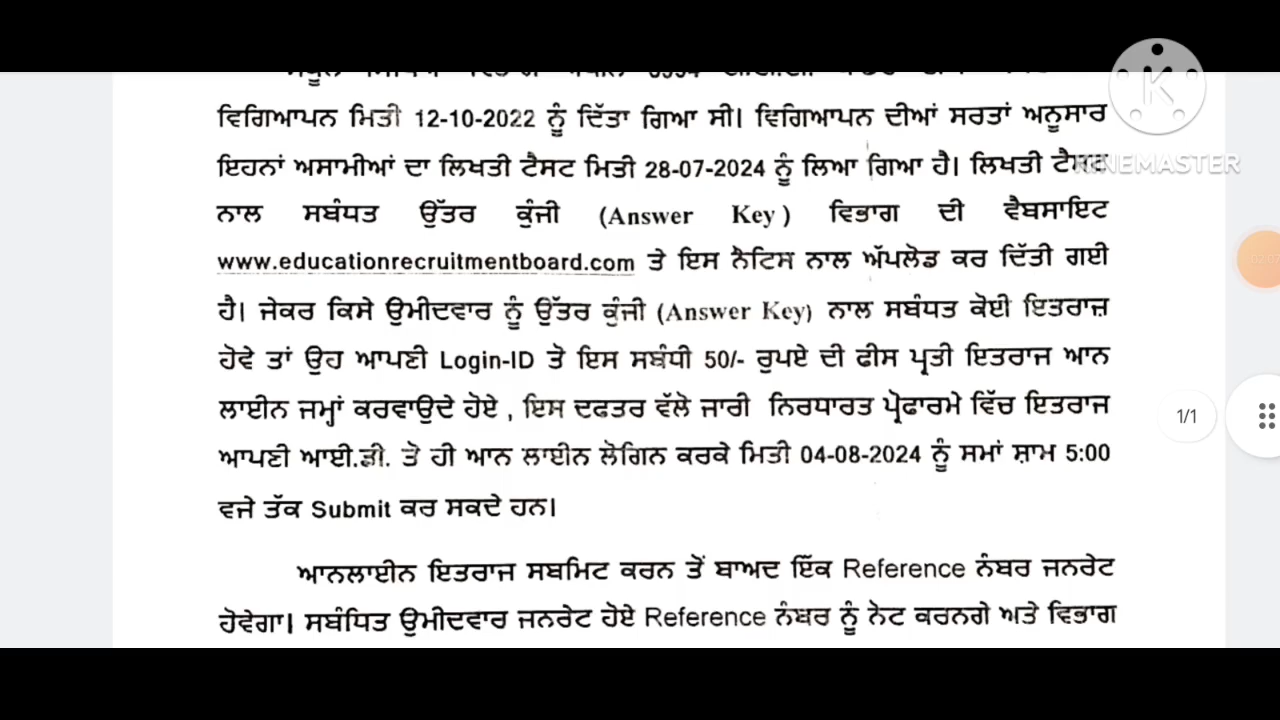 ਵਿਗਿਆਪਨ ਮਿਤੀ 12-10-2022 ਨੂੰ ਦਿੱਤਾ ਗਿਆ ਸੀ। ਵਿਗਿਆਪਨ ਦੀਆਂ ਸਰਤਾਂ ਅਨੂਸਾਰ
ਇਹਨਾਂ ਅਸਾਮੀਆਂ ਦਾ ਲਿਖਤੀ ਟੈਸਟ ਮਿਤੀ 28-07-2024 ਨੂੰ ਲਿਆ ਗਿਆ ਹੈ। ਲਿਖਤੀ ਟੈਸਟ
ਨਾਲ ਸਬੰਧਤ ਉੱਤਰ ਕੁੰਜੀ (Answer Key) ਵਿਭਾਗ ਦੀ ਵੈਬਸਾਇਟ
www.educationrecruitmentboard.com ਤੇ ਇਸ ਨੋਟਿਸ ਨਾਲ ਅੱਪਲੋਡ ਕਰ ਦਿੱਤੀ ਗਈ
ਹੈ। ਜੇਕਰ ਕਿਸੇ ਉਮੀਦਵਾਰ ਨੂੰ ਉੱਤਰ ਕੁੰਜੀ (Answer Key) ਨਾਲ ਸਬੰਧਤ ਕੋਈ ਇਤਰਾਜ਼
ਹੋਵੇ ਤਾਂ ਉਹ ਆਪਣੀ Login-ID ਤੋ ਇਸ ਸਬੰਧੀ 50/- ਰੁਪਏ ਦੀ ਫੀਸ ਪ੍ਰਤੀ ਇਤਰਾਜ ਆਨ
ਲਾਈਨ ਜਮ੍ਹਾਂ ਕਰਵਾਉਦੇ ਹੋਏ , ਇਸ ਦਫਤਰ ਵੱਲੋ ਜਾਰੀ ਨਿਰਧਾਰਤ ਪ੍ਰੋਫਾਰਮੇ ਵਿੱਚ ਇਤਰਾਜ
ਆਪਣੀ ਆਈ.ਡੀ. ਤੋ ਹੀ ਆਨ ਲਾਈਨ ਲੋਗਿਨ ਕਰਕੇ ਮਿਤੀ 04-08-2024 ਨੂੰ ਸਮਾਂ ਸ਼ਾਮ 5:00
ਵਜੇ ਤੱਕ Submit ਕਰ ਸਕਦੇ ਹਨ।
ਆਨਲਾਈਨ ਇਤਰਾਜ ਸਬਮਿਟ ਕਰਨ ਤੋਂ ਬਾਅਦ ਇੱਕ Reference ਨੰਬਰ ਜਨਰੇਟ
ਹੋਵੇਗਾ। ਸਬੰਧਿਤ ਉਮੀਦਵਾਰ ਜਨਰੇਟ ਹੋਏ Reference ਨੰਬਰ ਨੂੰ ਨੋਟ ਕਰਨਗੇ ਅਤੇ ਵਿਭਾਗ
KINEMASTER
02:07
1/1